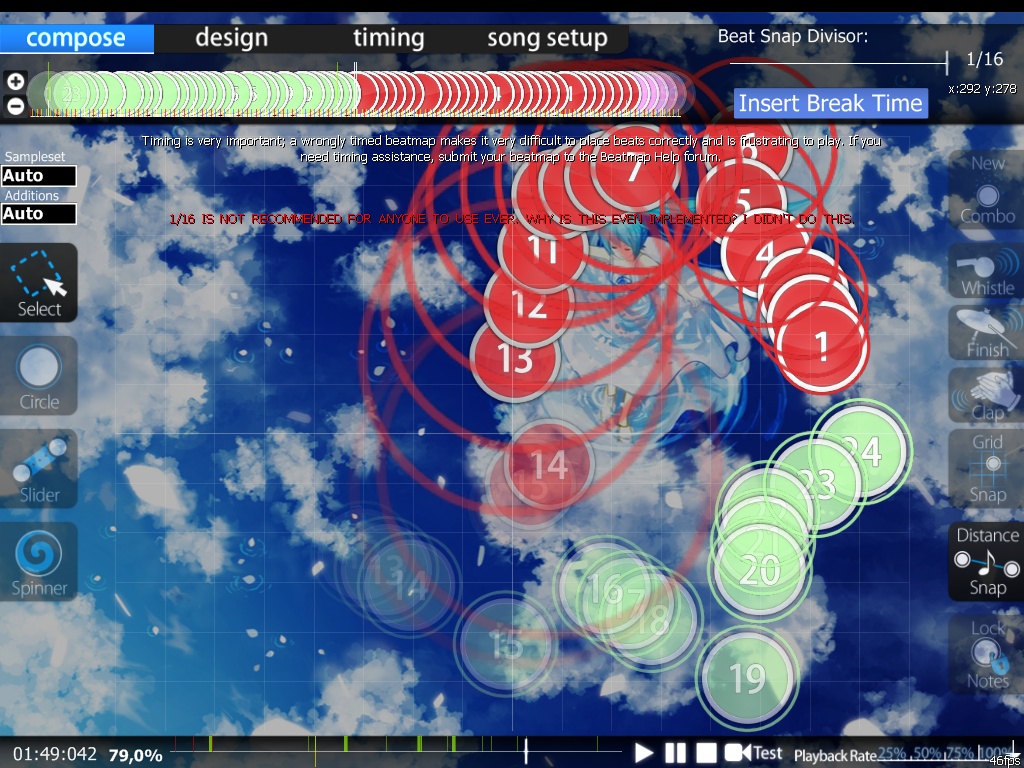 compose design timing song setup
Beat Snap Divisor:
1/16
x:292 y:278
Insert Break Time
Timing is very important; a wrongly timed beatmap makes it very difficult to place beats correctly and is frustrating to play. If you
need timing assistance, submit your beatmap to the Beatmap Help forum.
Sampleset
Auto
Additions
Auto
1/16 IS NOT RECOMMENDED FOR ANYONE TO USE EVER. WHY IS THIS EVEN IMPLEMENTED? I DIDN'T DO THIS.
Select
Circle
Slider
Spinner
7
6
5
4
11
12
13
1
14
24
23
20
16
18
13
14
15
19
New
Combo
Whistle
Finish
Clap
Grid
Snap
Distance
Snap
Lock
Notes
01:49:042 79,0%
Test
Playback Rate 25% 50% 75% 100%
46fps